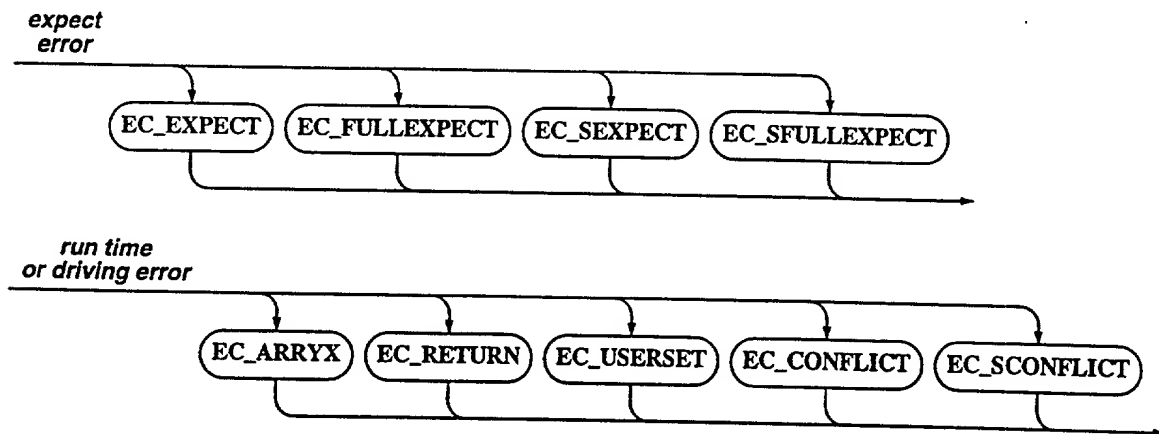 expect
error
EC_EXPECT EC_FULLEXPECT EC_SEXPECT EC_SFULLEXPECT
run time
or driving error
EC_ARRYX EC_RETURN EC_USERSET EC_CONFLICT EC_SCONFLICT